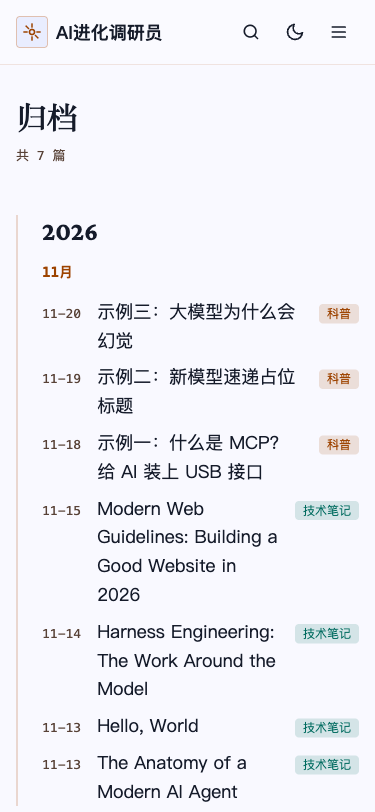 AI进化调研员
归档
共 7 篇
2026
11月
11-20 示例三：大模型为什么会 科普
幻觉
11-19 示例二：新模型速递占位 科普
标题
11-18 示例一：什么是 MCP? 科普
给 AI 装上 USB 接口
11-15 Modern Web 技术笔记
Guidelines: Building a
Good Website in
2026
11-14 Harness Engineering: 技术笔记
The Work Around the
Model
11-13 Hello, World 技术笔记
11-13 The Anatomy of a 技术笔记
Modern AI Agent